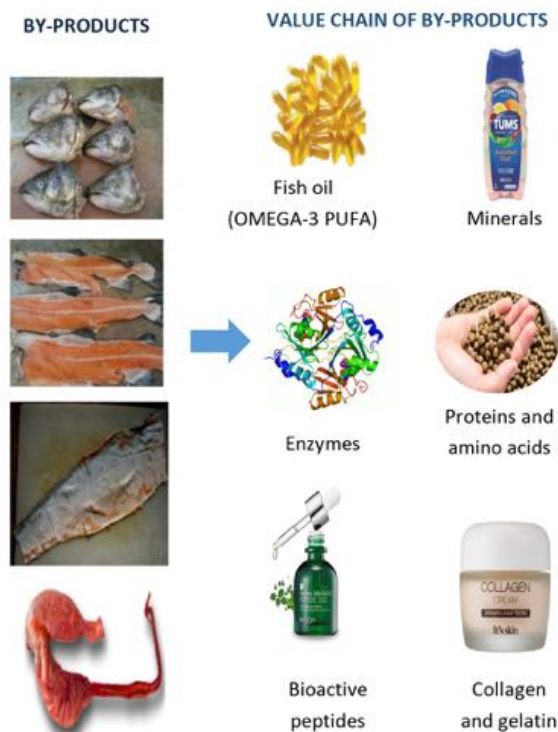 BY-PRODUCTS
VALUE CHAIN OF BY-PRODUCTS
Fish oil
(OMEGA-3 PUFA)
TUMS
Minerals
Enzymes
Proteins and
amino acids
Bioactive
peptides
COLLAGEN
CREAM
It's skin
Collagen
and gelatin